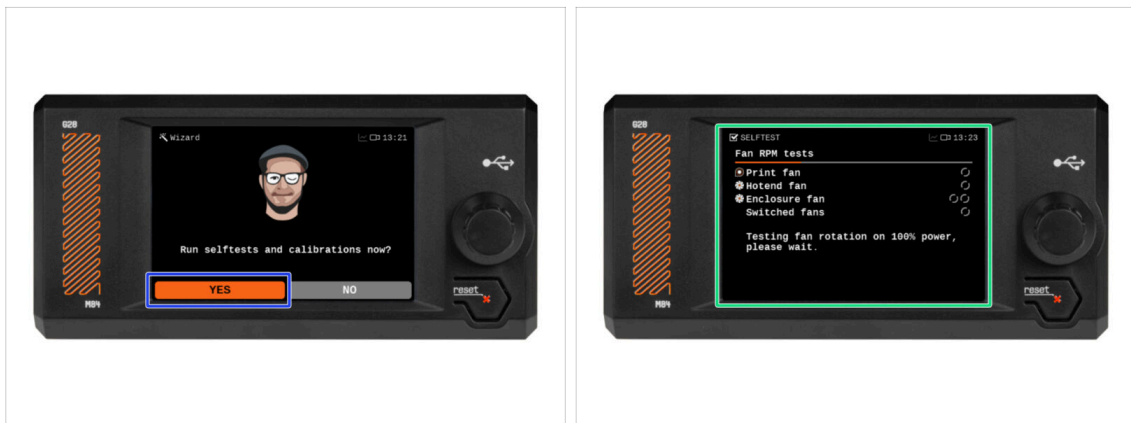 G28
Wizard
13:21
Run selftests and calibrations now?
YES
NO
M84
reset
G28
SELFTEST
13:23
Fan RPM tests
Print fan
Hotend fan
Enclosure fan
Switched fans
Testing fan rotation on 100% power,
please wait.
M84
reset